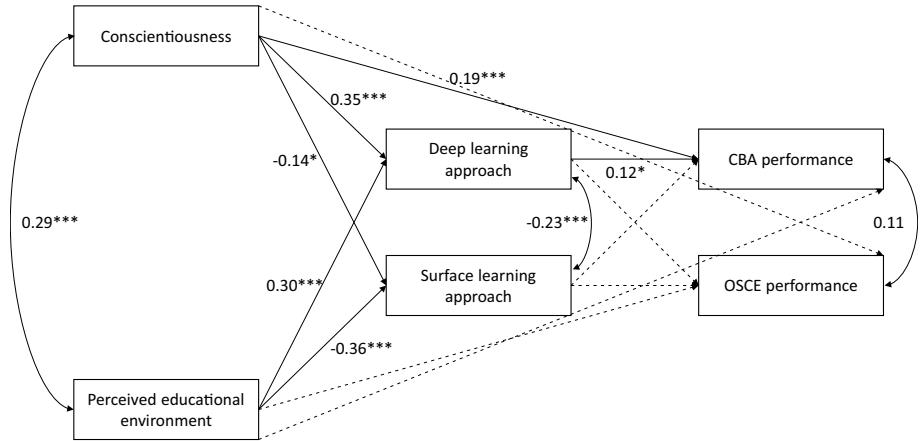 Conscientiousness
0.19***
0.35***
Deep learning
approach
CBA performance
-0.14*
0.12*
0.29***
-0.23***
0.11
0.30***
Surface learning
approach
OSCE performance
-0.36***
Perceived educational
environment